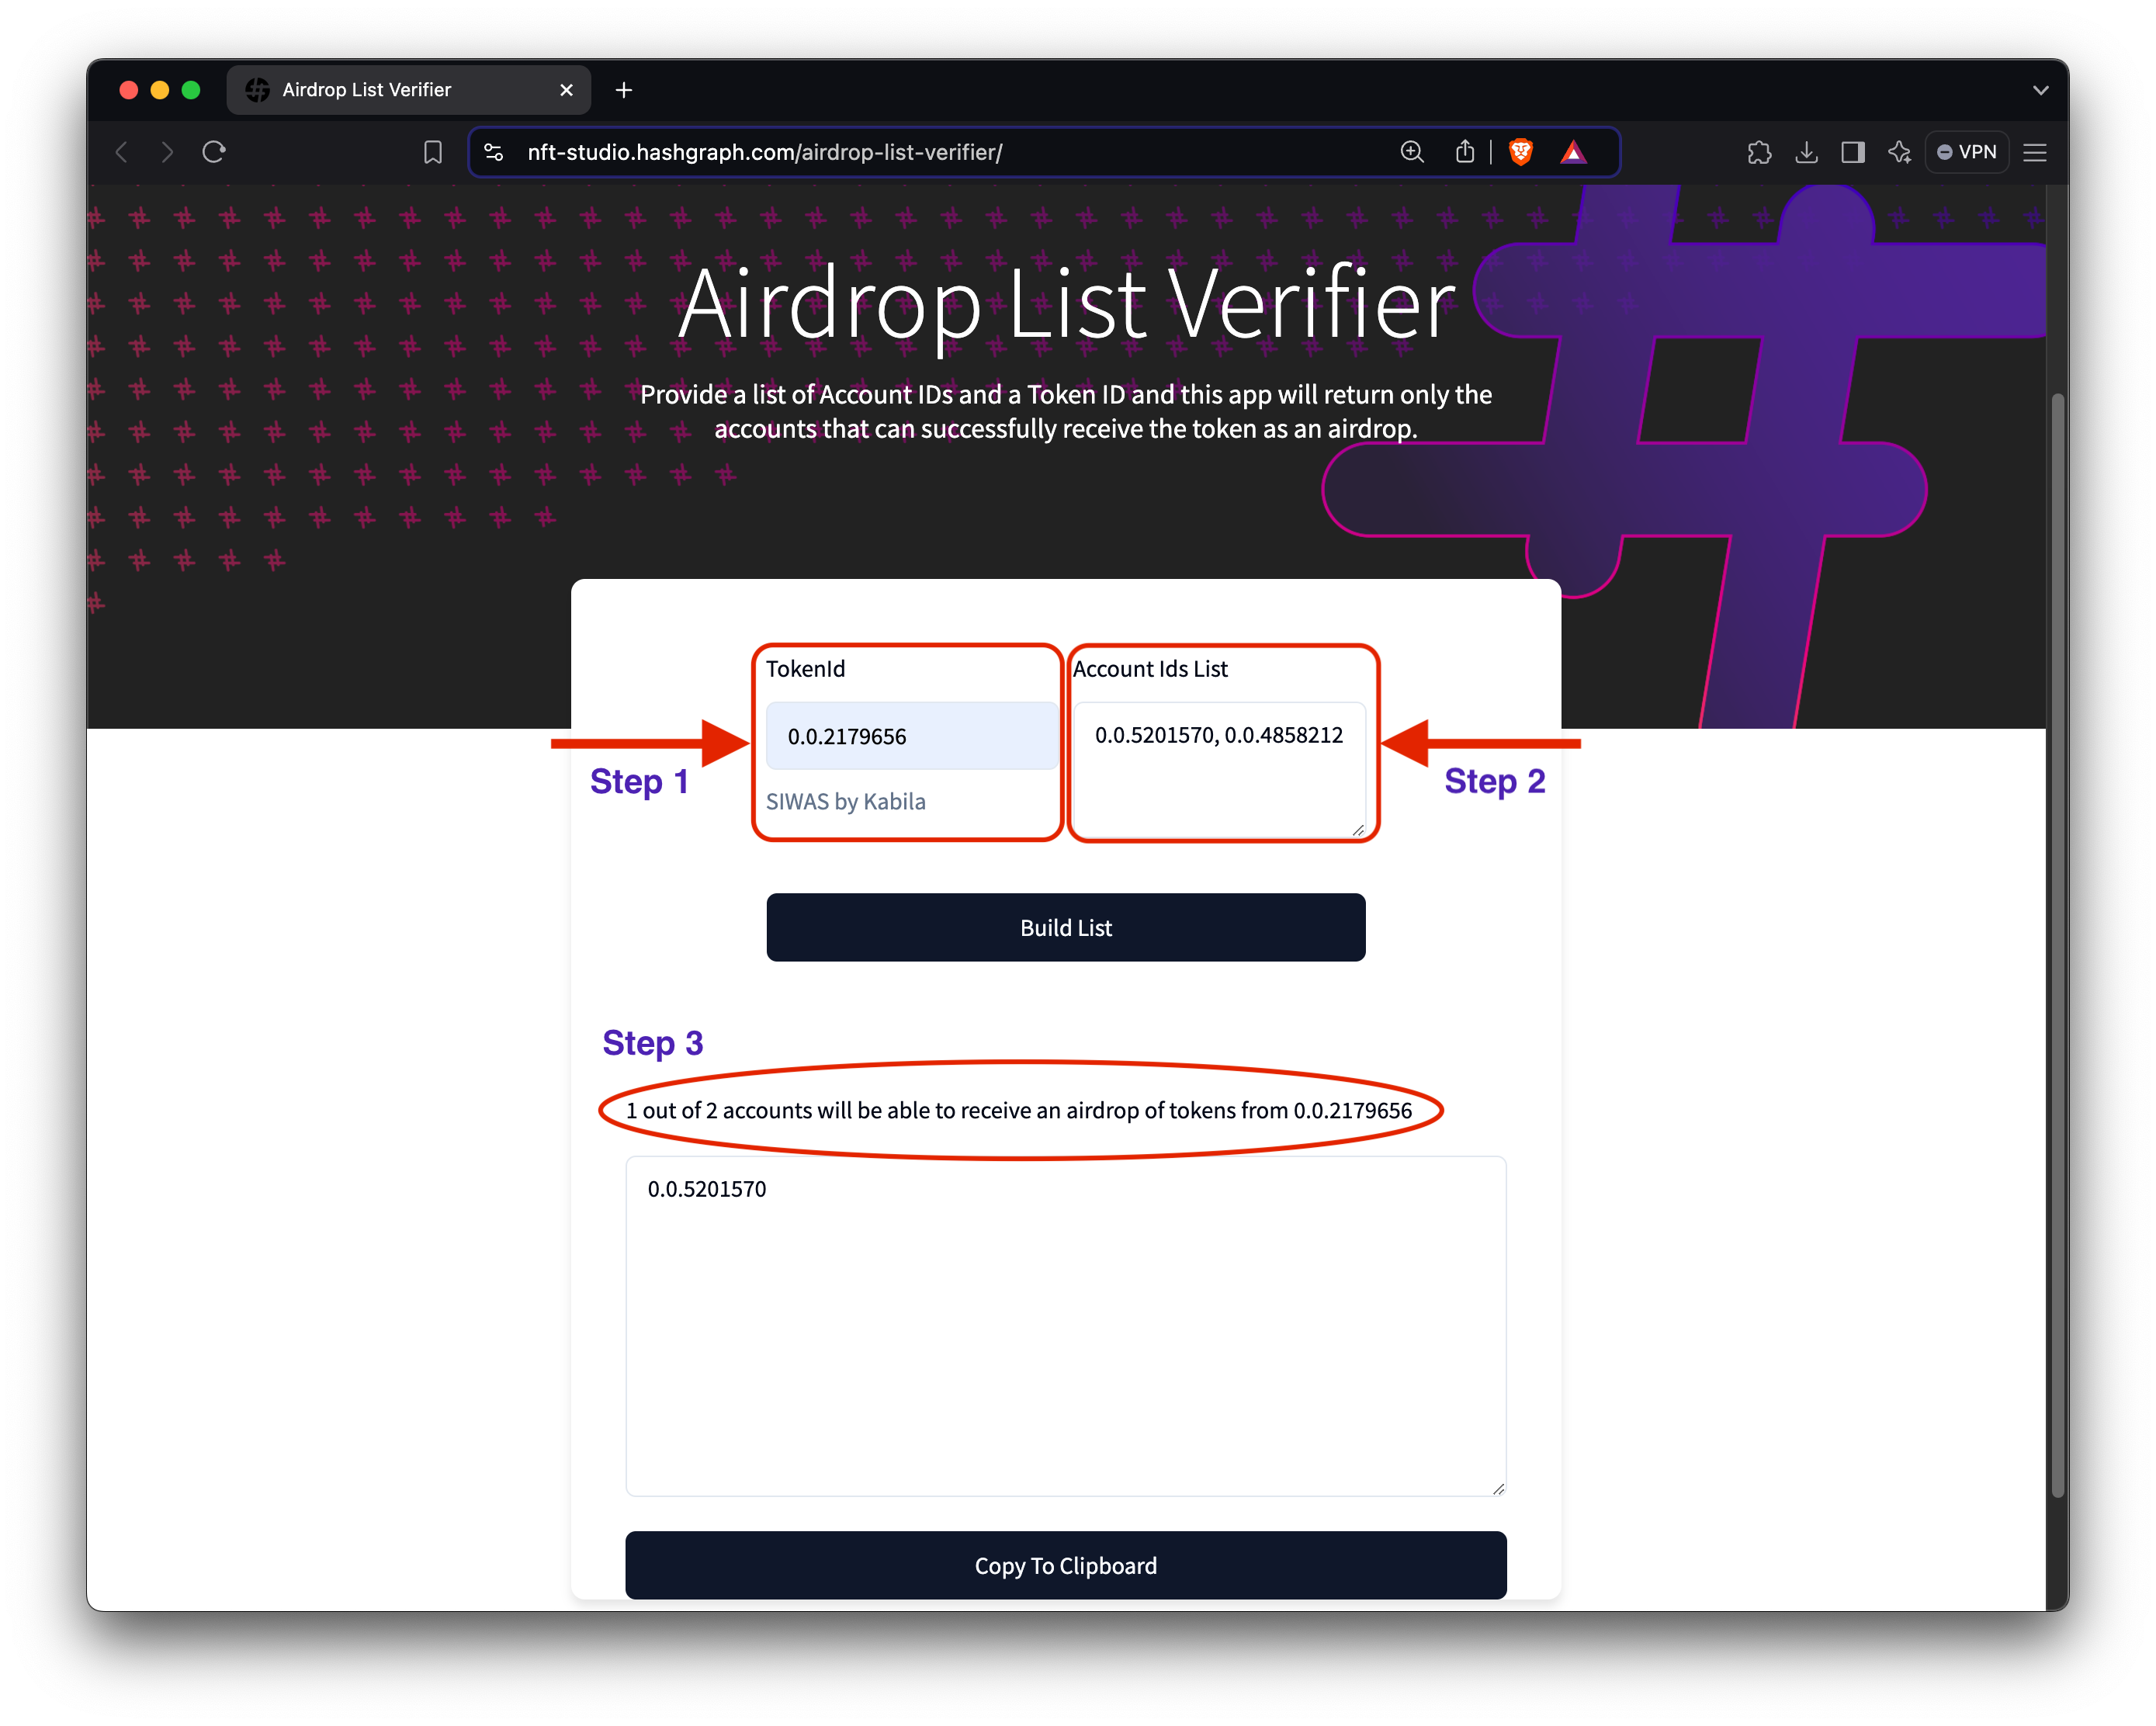 Airdrop List Verifier
nft-studio.hashgraph.com/airdrop-list-verifier/
VPN
Airdrop List Verifier
Provide a list of Account IDs and a Token ID and this app will return only the
accounts that can successfully receive the token as an airdrop.
TokenId
Account Ids List
0.0.2179656
0.0.5201570, 0.0.4858212
Step 1
Step 2
SIWAS by Kabila
Build List
Step 3
1 out of 2 accounts will be able to receive an airdrop of tokens from 0.0.2179656
0.0.5201570
Copy To Clipboard